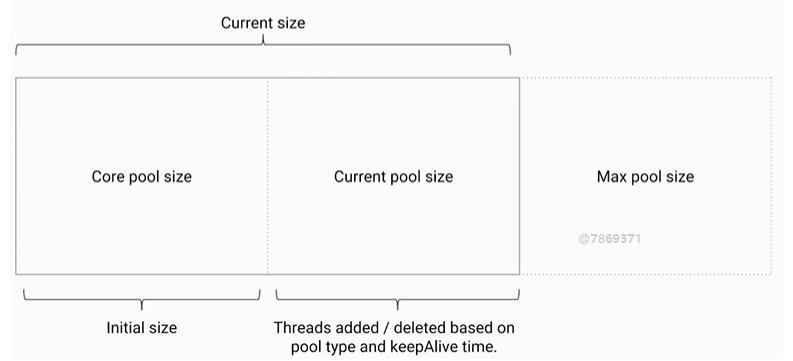 Current size
Core pool size
Current pool size
Max pool size
@7869371
Initial size
Threads added / deleted based on
pool type and keepAlive time.